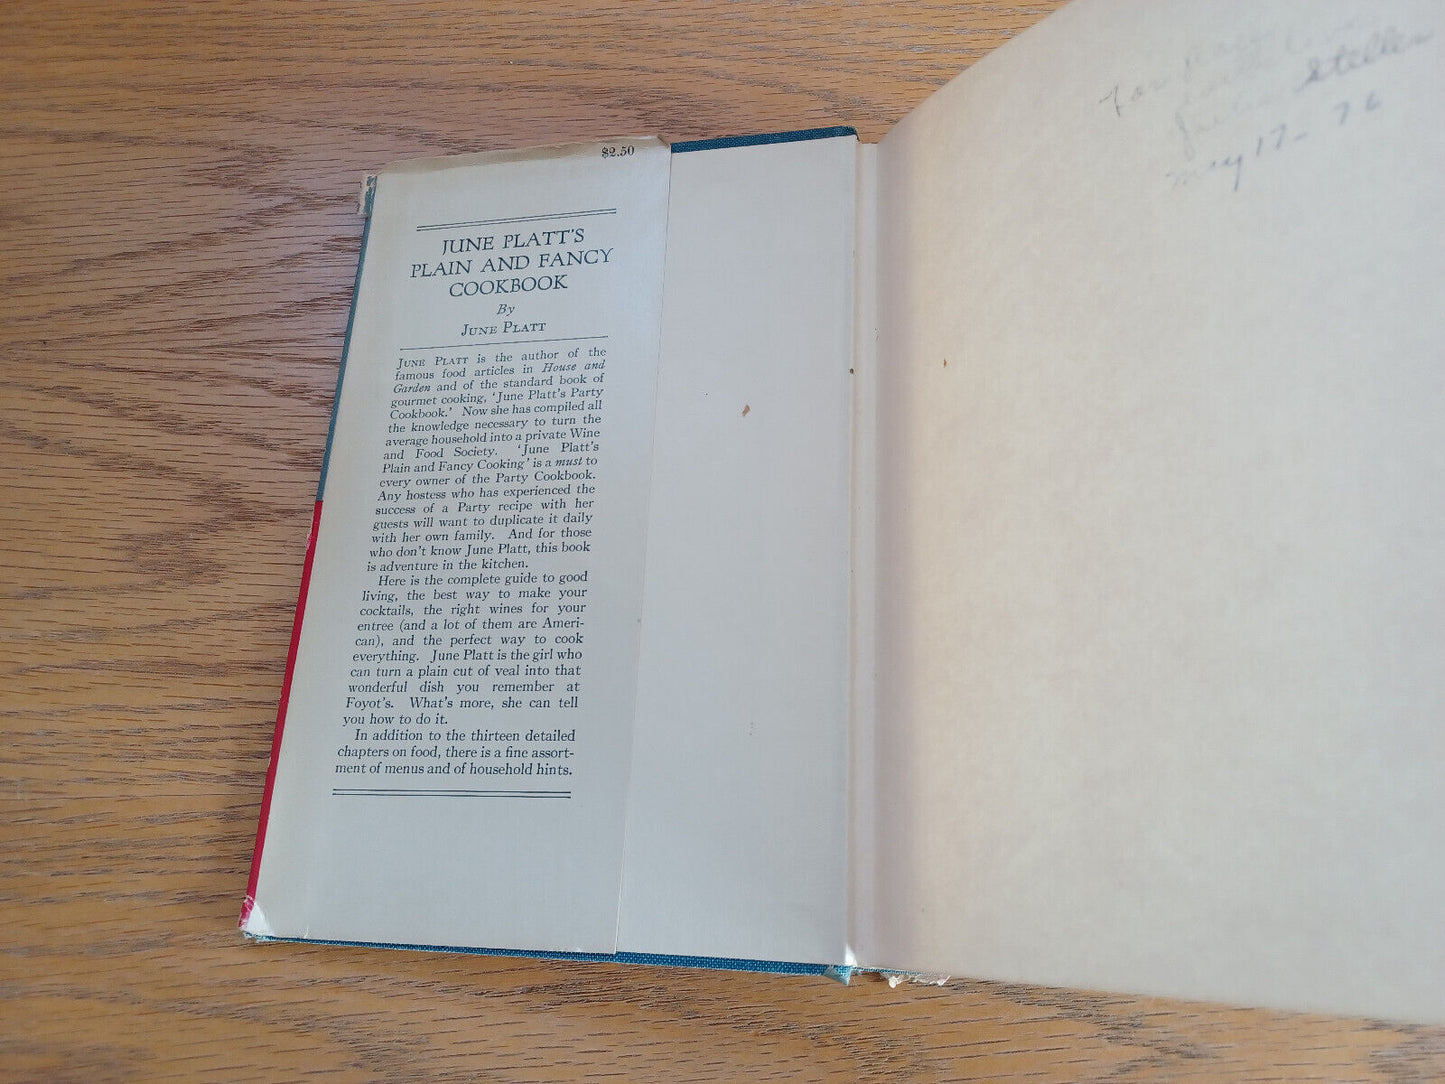 $2.50
JUNE PLATT'S
PLAIN AND FANCY
COOKBOOK
By
JUNE PLATT
JUNE PLATT is the author of the
famous food articles in House and
Garden and of the standard book of
gourmet cooking, 'June Platt's Party
Cookbook.' Now she has compiled all
the knowledge necessary to turn the
average household into a private Wine
and Food Society. 'June Platt's
Plain and Fancy Cooking' is a must to
every owner of the Party Cookbook.
Any hostess who has experienced the
success of a Party recipe with her
guests will want to duplicate it daily
with her own family. And for those
who don't know June Platt, this book
is adventure in the kitchen.
Here is the complete guide to good
living, the best way to make your
cocktails, the right wines for your
entree (and a lot of them are Ameri-
can), and the perfect way to cook
everything. June Platt is the girl who
can turn a plain cut of veal into that
wonderful dish you remember at
Foyot's. What's more, she can tell
you how to do it.
In addition to the thirteen detailed
chapters on food, there is a fine assort-
ment of menus and of household hints.
For
May 17-76